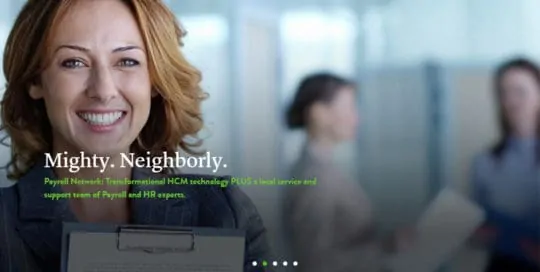 Mighty. Neighborly.
Payroll Network: Transformational HCM technology PLUS a local service and
support team of Payroll and HR experts.